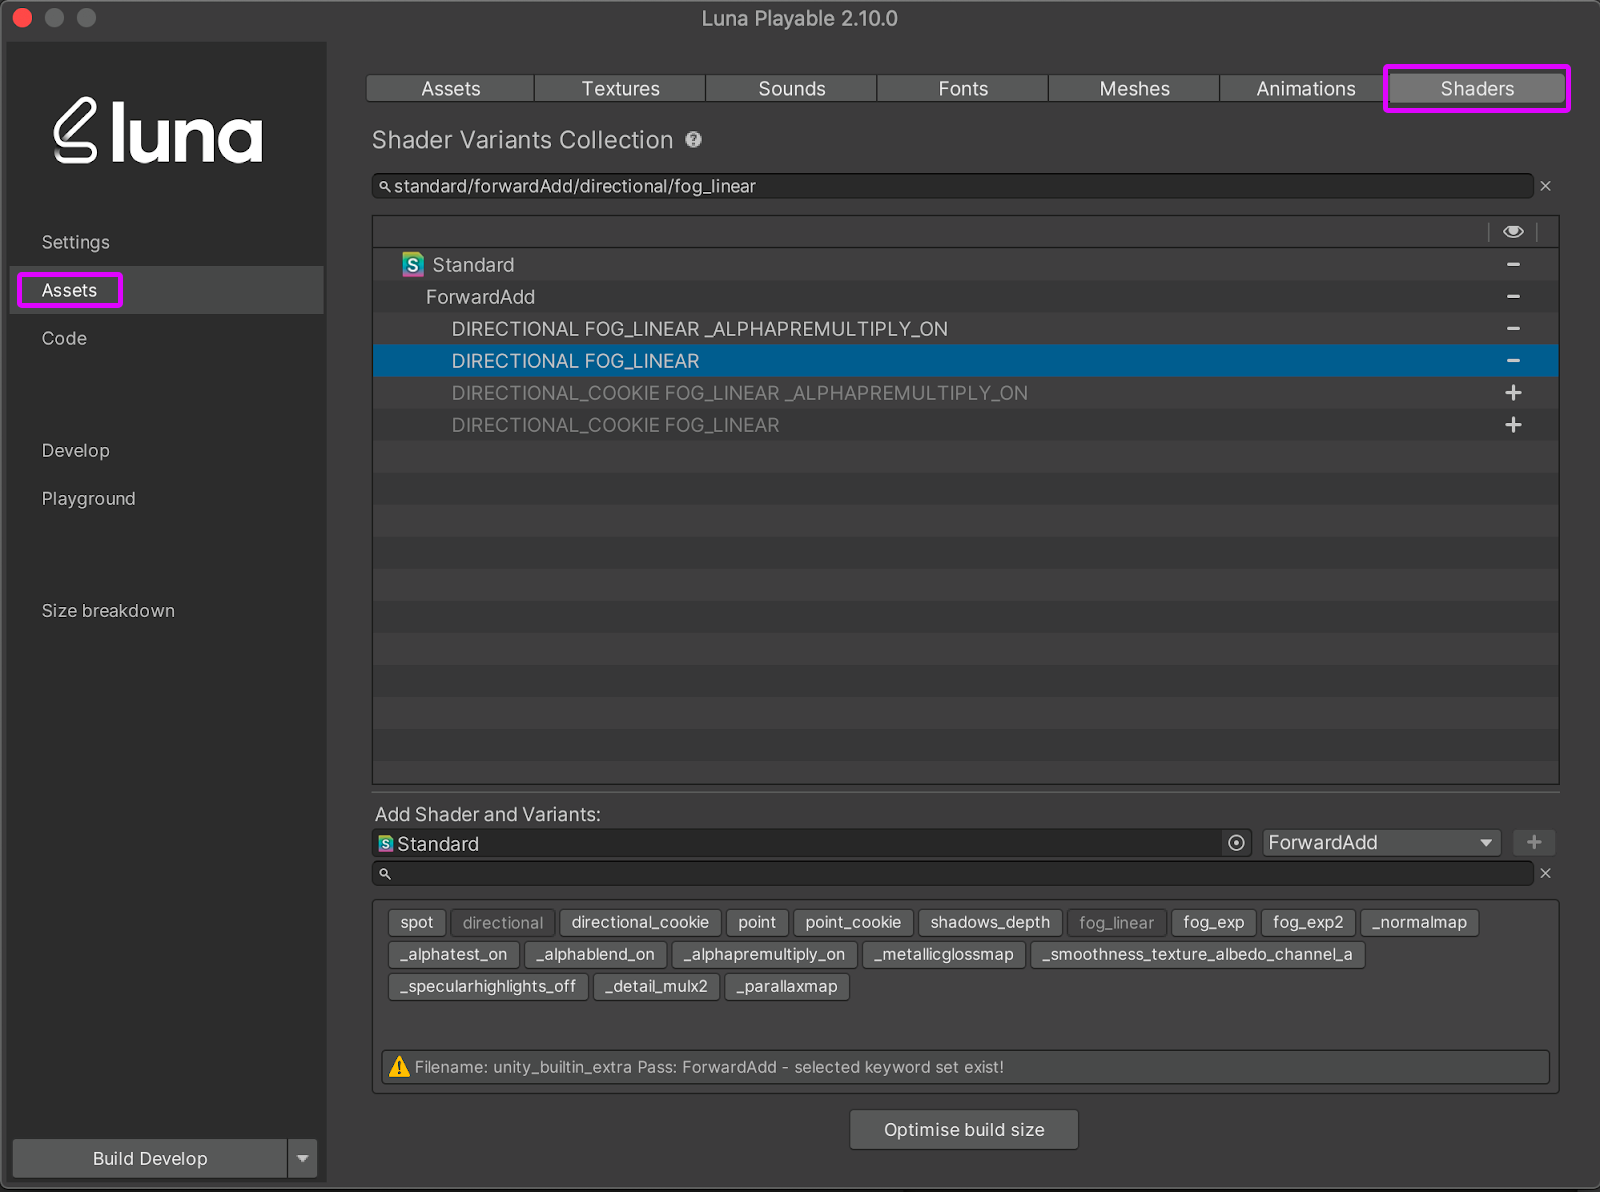 Luna Playable 2.10.0
luna
Settings
Assets
Code
Develop
Playground
Size breakdown
Build Develop
Assets Textures Sounds Fonts Meshes Animations Shaders
Shader Variants Collection ?
standard/forwardAdd/directional/fog_linear
S Standard
ForwardAdd
DIRECTIONAL FOG_LINEAR _ALPHAPREMULTIPLY_ON
DIRECTIONAL FOG_LINEAR
DIRECTIONAL_COOKIE FOG_LINEAR _ALPHAPREMULTIPLY_ON
DIRECTIONAL_COOKIE FOG_LINEAR
Add Shader and Variants:
S Standard ForwardAdd
spot directional directional_cookie point point_cookie shadows_depth fog_linear fog_exp fog_exp2 _normalmap
_alphatest_on _alphablend_on _alphapremultiply_on _metallicglossmap _smoothness_texture_albedo_channel_a
_specularhighlights_off _detail_mulx2 _parallaxmap
Filename: unity_builtin_extra Pass: ForwardAdd - selected keyword set exist!
Optimise build size